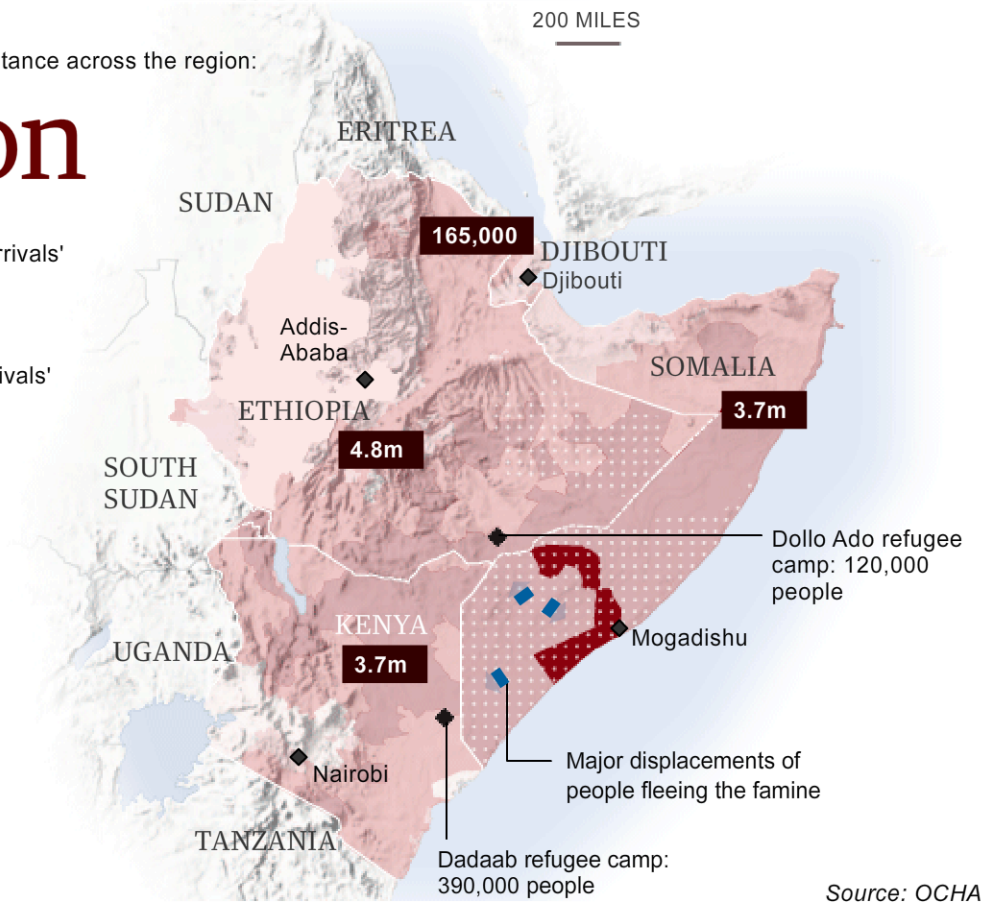 200 MILES
tance across the region:
on
ERITREA
SUDAN
165,000
rrivals'
DJIBOUTI
Djibouti
Addis-
Ababa
SOMALIA
ivals'
3.7m
ETHIOPIA
4.8m
SOUTH
SUDAN
Dollo Ado refugee
camp: 120,000
people
KENYA
Mogadishu
UGANDA
3.7m
Major displacements of
people fleeing the famine
Nairobi
TANZANIA
Dadaab refugee camp:
390,000 people
Source: OCHA